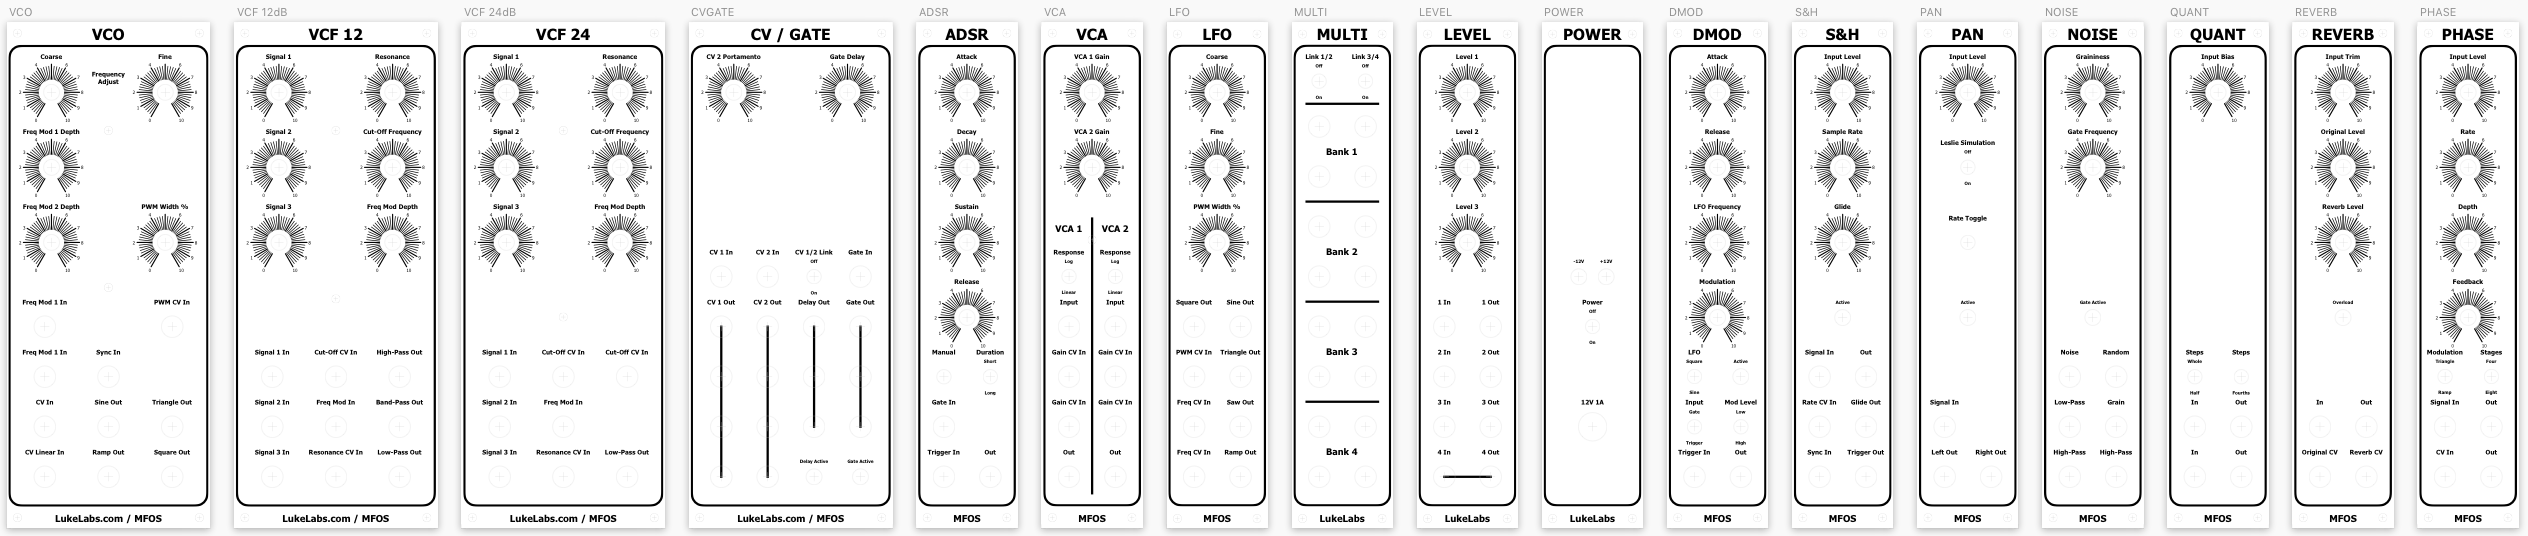 VCO
VCF 12dB
VCF 24dB
CVGATE
ADSR
VCA
LFO
MULTI
LEVEL
POWER
DMOD
S&H
PAN
NOISE
QUANT
REVERB
PHASE
VCO
Coarse
Fine
Frequency
Adjust
Freq Mod 1 Depth
Freq Mod 2 Depth
PWM Width %
Freq Mod 1 In
PWM CV In
Freq Mod 1 In
Sync In
CV In
Sine Out
Triangle Out
CV Linear In
Ramp Out
Square Out
LukeLabs.com / MFOS
VCF 12
Signal 1
Resonance
Signal 2
Cut-Off Frequency
Signal 3
Freq Mod Depth
Signal 1 In
Cut-Off CV In
High-Pass Out
Signal 2 In
Freq Mod In
Band-Pass Out
Signal 3 In
Resonance CV In
Low-Pass Out
LukeLabs.com / MFOS
VCF 24
Signal 1
Resonance
Signal 2
Cut-Off Frequency
Signal 3
Freq Mod Depth
Signal 1 In
Cut-Off CV In
Cut-Off CV In
Signal 2 In
Freq Mod In
Signal 3 In
Resonance CV In
Low-Pass Out
LukeLabs.com / MFOS
CV / GATE
CV 2 Portamento
Gate Delay
CV 1 In
CV 2 In
CV 1/2 Link
Gate In
Off
On
CV 1 Out
CV 2 Out
Delay Out
Gate Out
Delay Active
Gate Active
LukeLabs.com / MFOS
ADSR
Attack
Decay
Sustain
Release
Manual
Duration
Short
Long
Gate In
Trigger In
Out
MFOS
VCA
VCA 1 Gain
VCA 2 Gain
VCA 1
VCA 2
Response
Response
Log
Log
Linear
Linear
Input
Input
Gain CV In
Gain CV In
Gain CV In
Gain CV In
Out
Out
MFOS
LFO
Coarse
Fine
PWM Width %
Square Out
Sine Out
PWM CV In
Triangle Out
Freq CV In
Saw Out
Freq CV In
Ramp Out
MFOS
MULTI
Link 1/2
Link 3/4
Off
Off
On
On
Bank 1
Bank 2
Bank 3
Bank 4
LukeLabs
LEVEL
Level 1
Level 2
Level 3
1 In
1 Out
2 In
2 Out
3 In
3 Out
4 In
4 Out
LukeLabs
POWER
-12V
+12V
Power
Off
On
12V 1A
LukeLabs
DMOD
Attack
Release
LFO Frequency
Modulation
LFO
Square
Active
Sine
Input
Mod Level
Gate
Low
Trigger
High
Trigger In
Out
MFOS
S&H
Input Level
Sample Rate
Glide
Active
Signal In
Out
Rate CV In
Glide Out
Sync In
Trigger Out
MFOS
PAN
Input Level
Leslie Simulation
Off
On
Rate Toggle
Active
Signal In
Left Out
Right Out
MFOS
NOISE
Graininess
Gate Frequency
Gate Active
Noise
Random
Low-Pass
Grain
High-Pass
High-Pass
MFOS
QUANT
Input Bias
Steps
Steps
Whole
Half
Fourths
In
Out
In
Out
MFOS
REVERB
Input Trim
Original Level
Reverb Level
Overload
In
Out
Original CV
Reverb CV
MFOS
PHASE
Input Level
Rate
Depth
Feedback
Modulation
Stages
Triangle
Four
Ramp
Eight
Signal In
Out
CV In
Out
MFOS